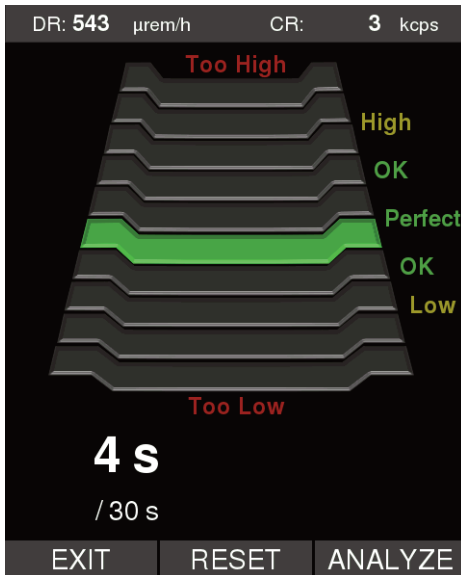 DR: 543 µrem/h CR: 3 kcps
Too High
High
OK
Perfect
OK
Low
Too Low
4 s
/ 30 s
EXIT RESET ANALYZE